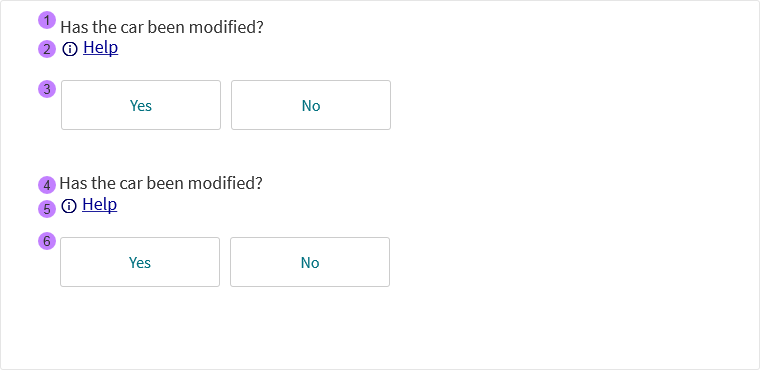 1 Has the car been modified?
2 Help
3 Yes No
4 Has the car been modified?
5 Help
6 Yes No